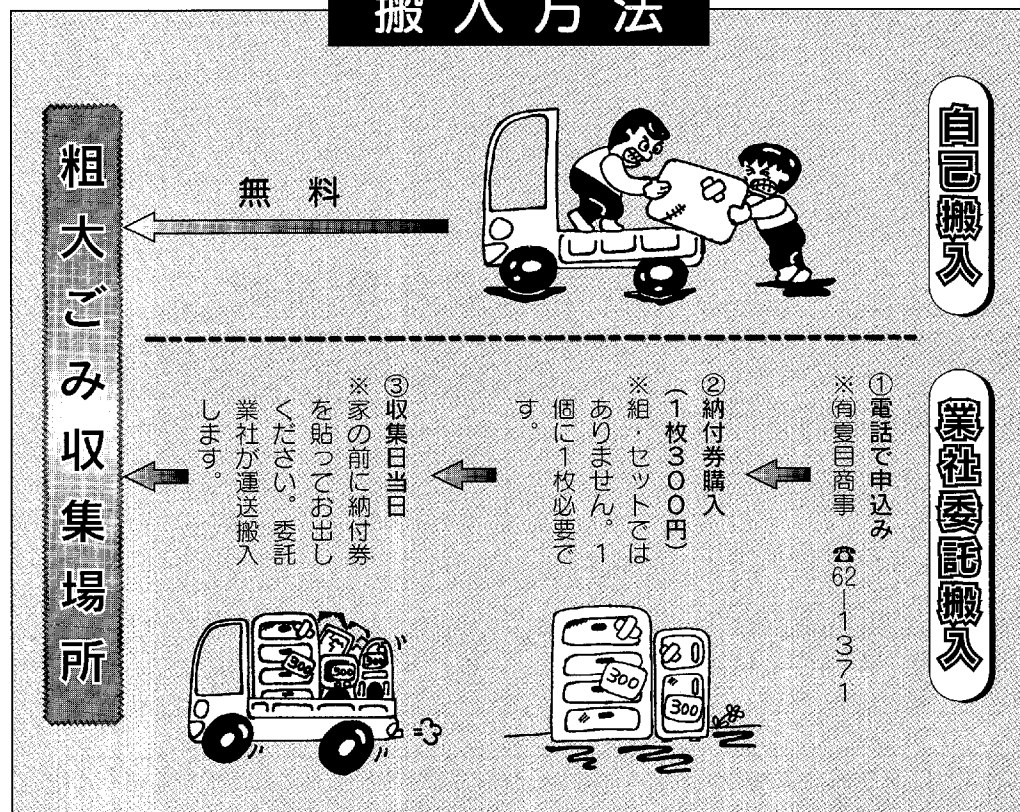 搬入方法
自己搬入
無料
業社委託搬入
①電話で申込み
※㈲夏目商事 ☎62―1371
②納付券購入
(1枚300円)
※組・セットでは
ありません。1
個に1枚必要で
す。
③収集日当日
※家の前に納付券
を貼ってお出し
ください。委託
業社が運送搬入
します。
300
300
300
300
300
粗大ごみ収集場所